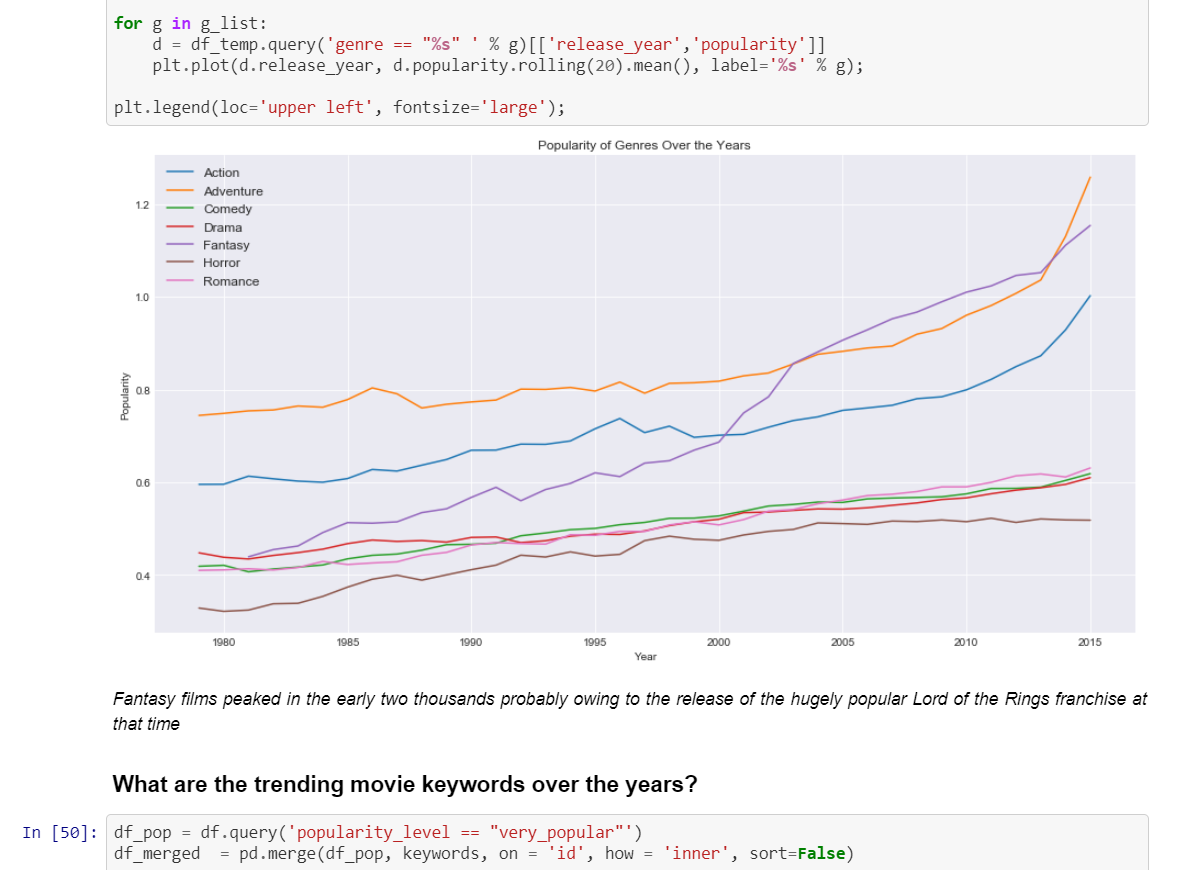 for g in g_list:
    d = df_temp.query('genre == "%s" ' % g)[['release_year','popularity']]
    plt.plot(d.release_year, d.popularity.rolling(20).mean(), label='%s' % g);
plt.legend(loc='upper left', fontsize='large');
Popularity of Genres Over the Years
Action
Adventure
Comedy
Drama
Fantasy
Horror
Romance
1.2
1.0
0.8
0.6
0.4
Popularity
1980 1985 1990 1995 2000 2005 2010 2015
Year
Fantasy films peaked in the early two thousands probably owing to the release of the hugely popular Lord of the Rings franchise at
that time
What are the trending movie keywords over the years?
In [50]: df_pop = df.query('popularity_level == "very_popular"')
df_merged  = pd.merge(df_pop, keywords, on = 'id', how = 'inner', sort=False)